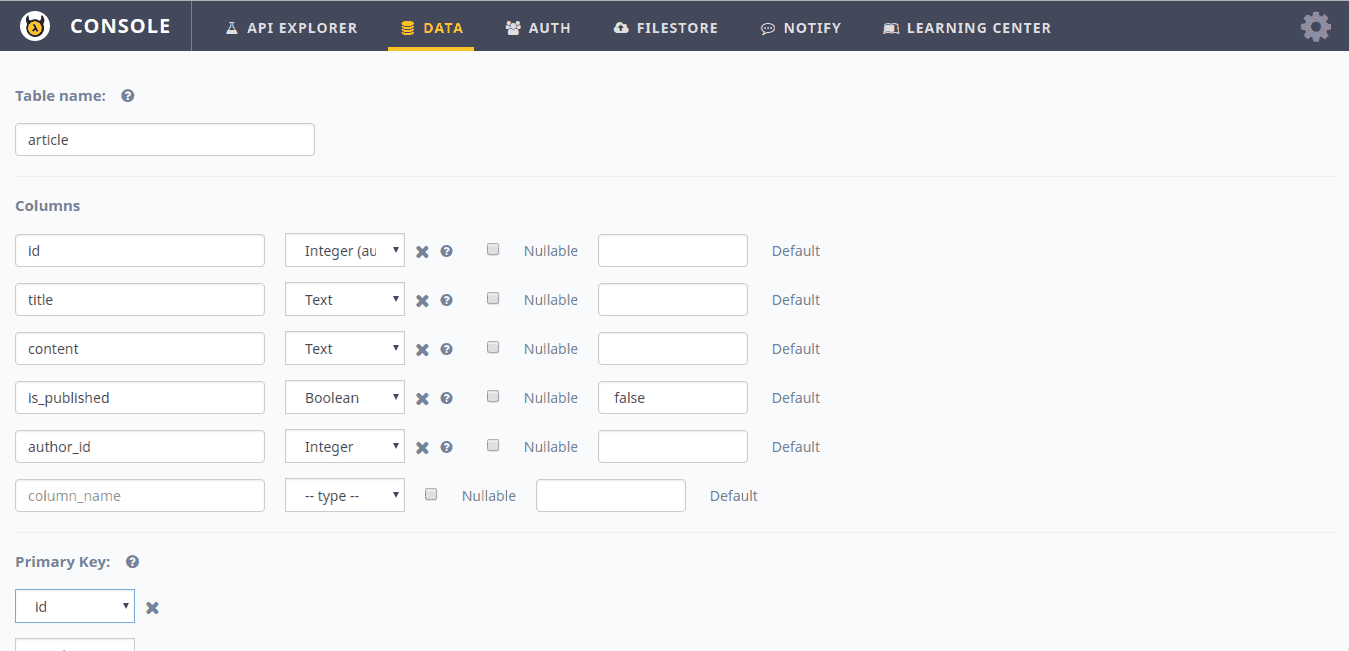 CONSOLE API EXPLORER DATA AUTH FILESTORE NOTIFY LEARNING CENTER
Table name:
article
Columns
id Integer (au Nullable Default
title Text Nullable Default
content Text Nullable Default
is_published Boolean Nullable false Default
author_id Integer Nullable Default
column_name -- type -- Nullable Default
Primary Key:
id